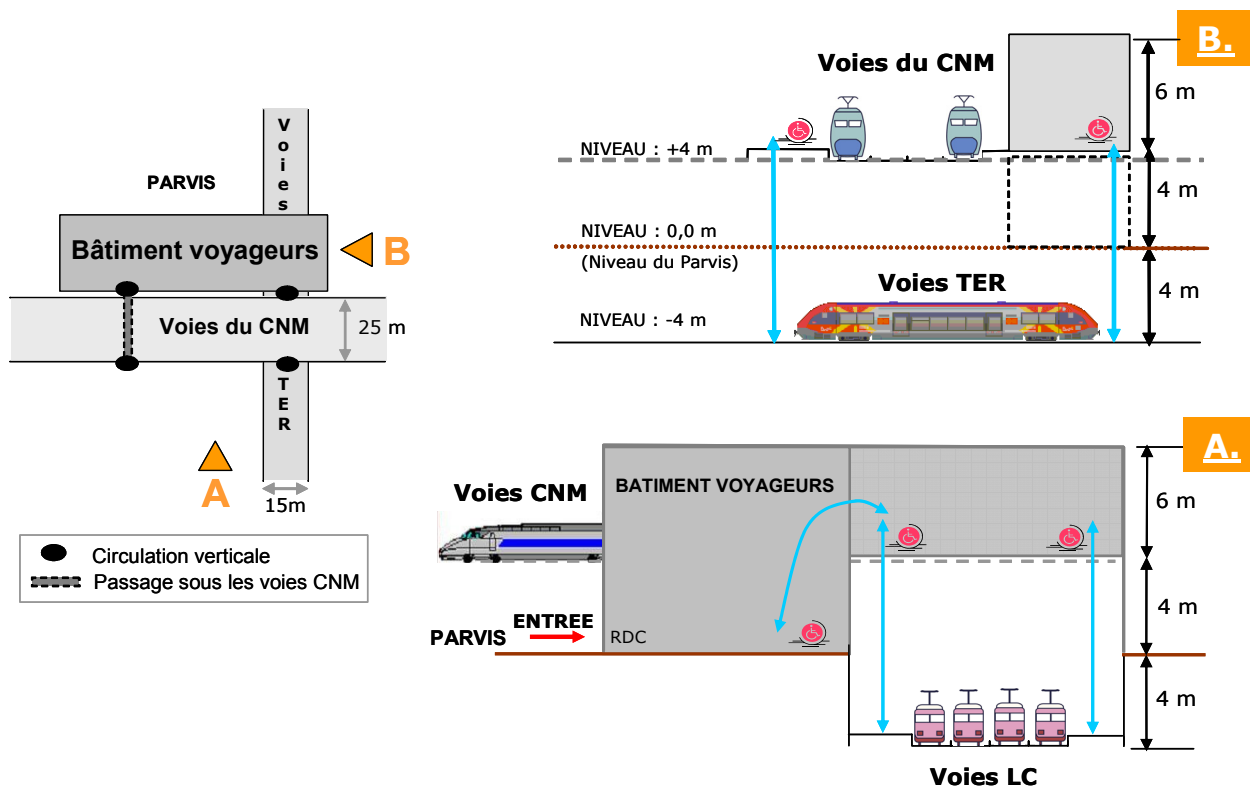 PARVIS
Voies
Bâtiment voyageurs
B
Voies du CNM
25 m
TER
A
15m
Circulation verticale
Passage sous les voies CNM
B.
Voies du CNM
6 m
NIVEAU : +4 m
4 m
NIVEAU : 0,0 m
(Niveau du Parvis)
Voies TER
4 m
NIVEAU : -4 m
A.
BATIMENT VOYAGEURS
Voies CNM
6 m
4 m
ENTREE
PARVIS
RDC
4 m
Voies LC